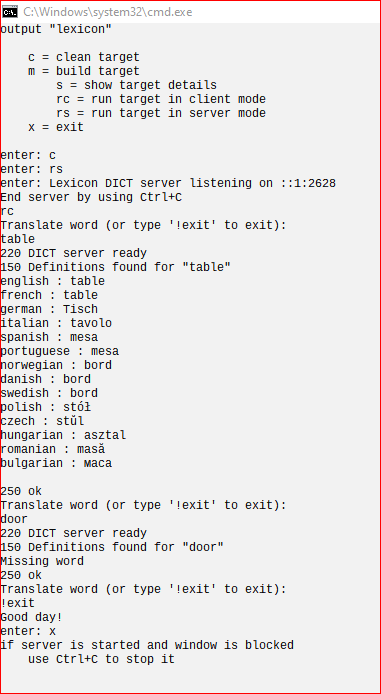 C:\Windows\system32\cmd.exe
output "lexicon"
c = clean target
m = build target
s = show target details
rc = run target in client mode
rs = run target in server mode
x = exit
enter: c
enter: rs
enter: Lexicon DICT server listening on ::1:2628
End server by using Ctrl+C
rc
Translate word (or type '!exit' to exit):
table
220 DICT server ready
150 Definitions found for "table"
english : table
french : table
german : Tisch
italian : tavolo
spanish : mesa
portuguese : mesa
norwegian : bord
danish : bord
swedish : bord
polish : stół
czech : stůl
hungarian : asztal
romanian : masă
bulgarian : маса
250 ok
Translate word (or type '!exit' to exit):
door
220 DICT server ready
150 Definitions found for "door"
Missing word
250 ok
Translate word (or type '!exit' to exit):
!exit
Good day!
enter: x
if server is started and window is blocked
use Ctrl+C to stop it